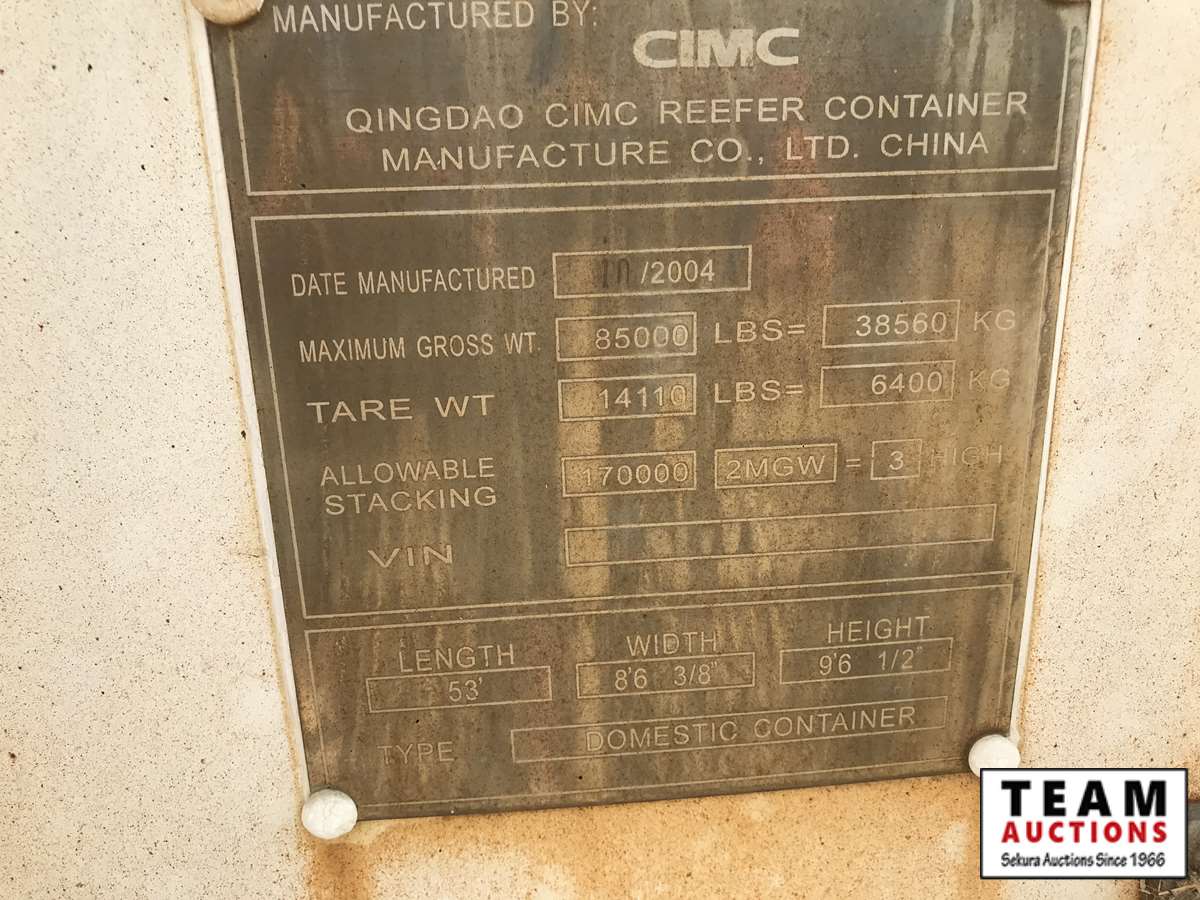 MANUFACTURED BY:
CIMC
QINGDAO CIMC REEFER CONTAINER
MANUFACTURE CO., LTD. CHINA
DATE MANUFACTURED 10/2004
MAXIMUM GROSS WT. 85000 LBS= 38560 KG
TARE WT 14110 LBS= 6400 KG
ALLOWABLE STACKING 170000 2MGW = 3 HIGH
VIN
LENGTH WIDTH HEIGHT
53' 8'6 3/8" 9'6 1/2"
TYPE DOMESTIC CONTAINER
TEAM
AUCTIONS
Sekura Auctions Since 1966